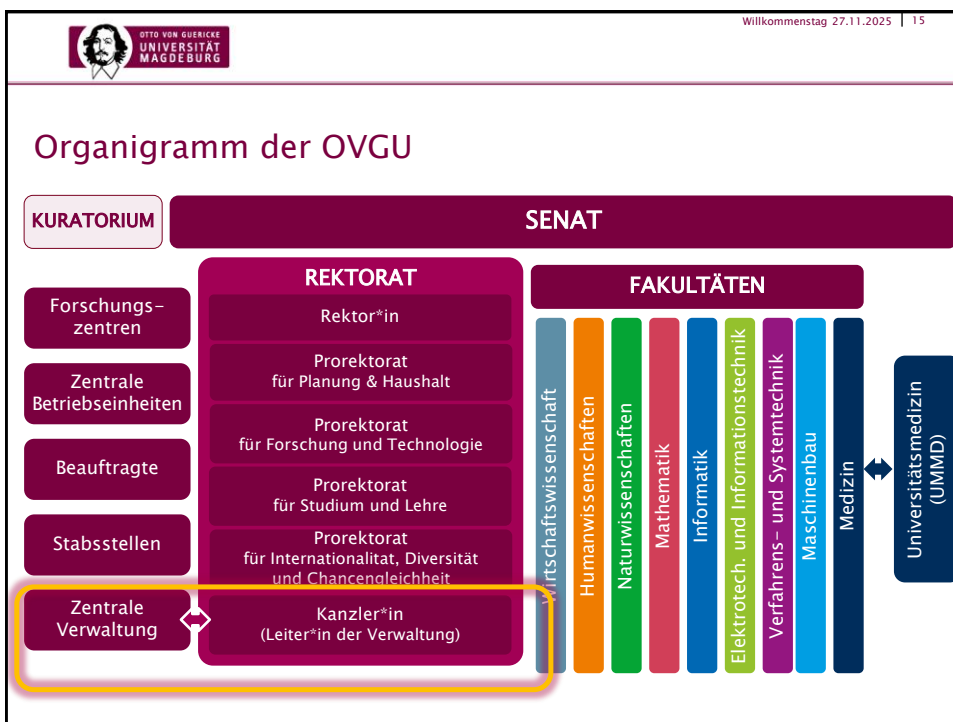 Willkommenstag 27.11.2025 | 15
OTTO VON GUERICKE
UNIVERSITÄT
MAGDEBURG
Organigramm der OVGU
KURATORIUM
SENAT
Forschungs-
zentren
Zentrale
Betriebseinheiten
Beauftragte
Stabsstellen
Zentrale
Verwaltung
REKTORAT
Rektor*in
Prorektorat
für Planung & Haushalt
Prorektorat
für Forschung und Technologie
Prorektorat
für Studium und Lehre
Prorektorat
für Internationalitat, Diversität
und Chancengleichheit
Kanzler*in
(Leiter*in der Verwaltung)
FAKULTÄTEN
Wirtschaftswissenschaft
Humanwissenschaften
Naturwissenschaften
Mathematik
Informatik
Elektrotech. und Informationstechnik
Verfahrens- und Systemtechnik
Maschinenbau
Medizin
Universitätsmedizin
(UMMD)